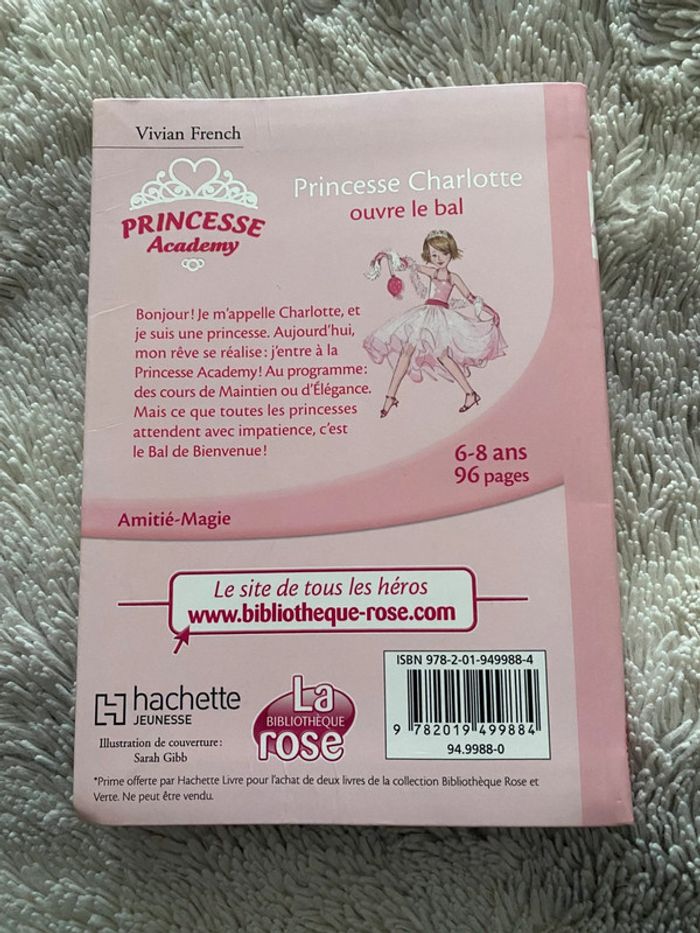 Vivian French
PRINCESSE
Academy
Princesse Charlotte
ouvre le bal
Bonjour! Je m'appelle Charlotte, et
je suis une princesse. Aujourd'hui,
mon rêve se réalise: j'entre à la
Princesse Academy! Au programme:
des cours de Maintien ou d'Élégance.
Mais ce que toutes les princesses
attendent avec impatience, c'est
le Bal de Bienvenue!
6-8 ans
96 pages
Amitié-Magie
Le site de tous les héros
www.bibliotheque-rose.com
hachette
JEUNESSE
Illustration de couverture:
Sarah Gibb
La
BIBLIOTHÈQUE
rose
ISBN 978-2-01-949988-4
9 782019 499884
94.9988-0
*Prime offerte par Hachette Livre pour l'achat de deux livres de la collection Bibliothèque Rose et
Verte. Ne peut être vendu.